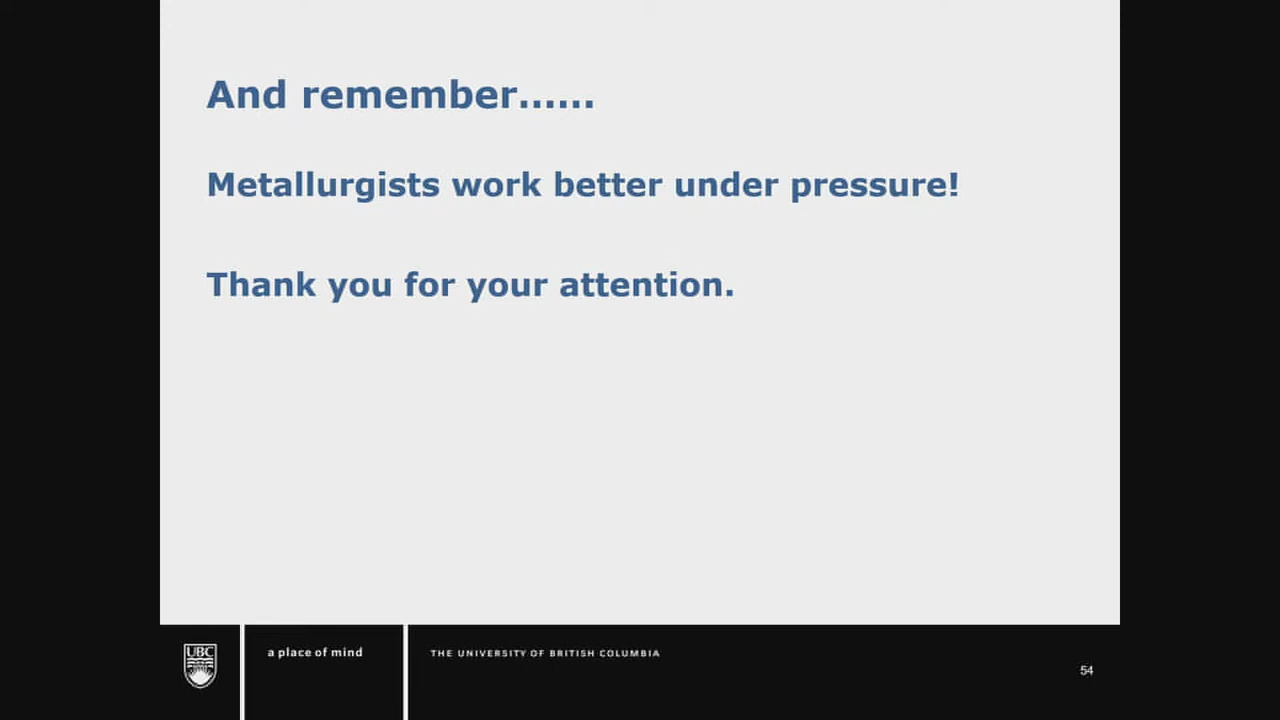 And remember......
Metallurgists work better under pressure!
Thank you for your attention.
UBC
a place of mind
THE UNIVERSITY OF BRITISH COLUMBIA
54